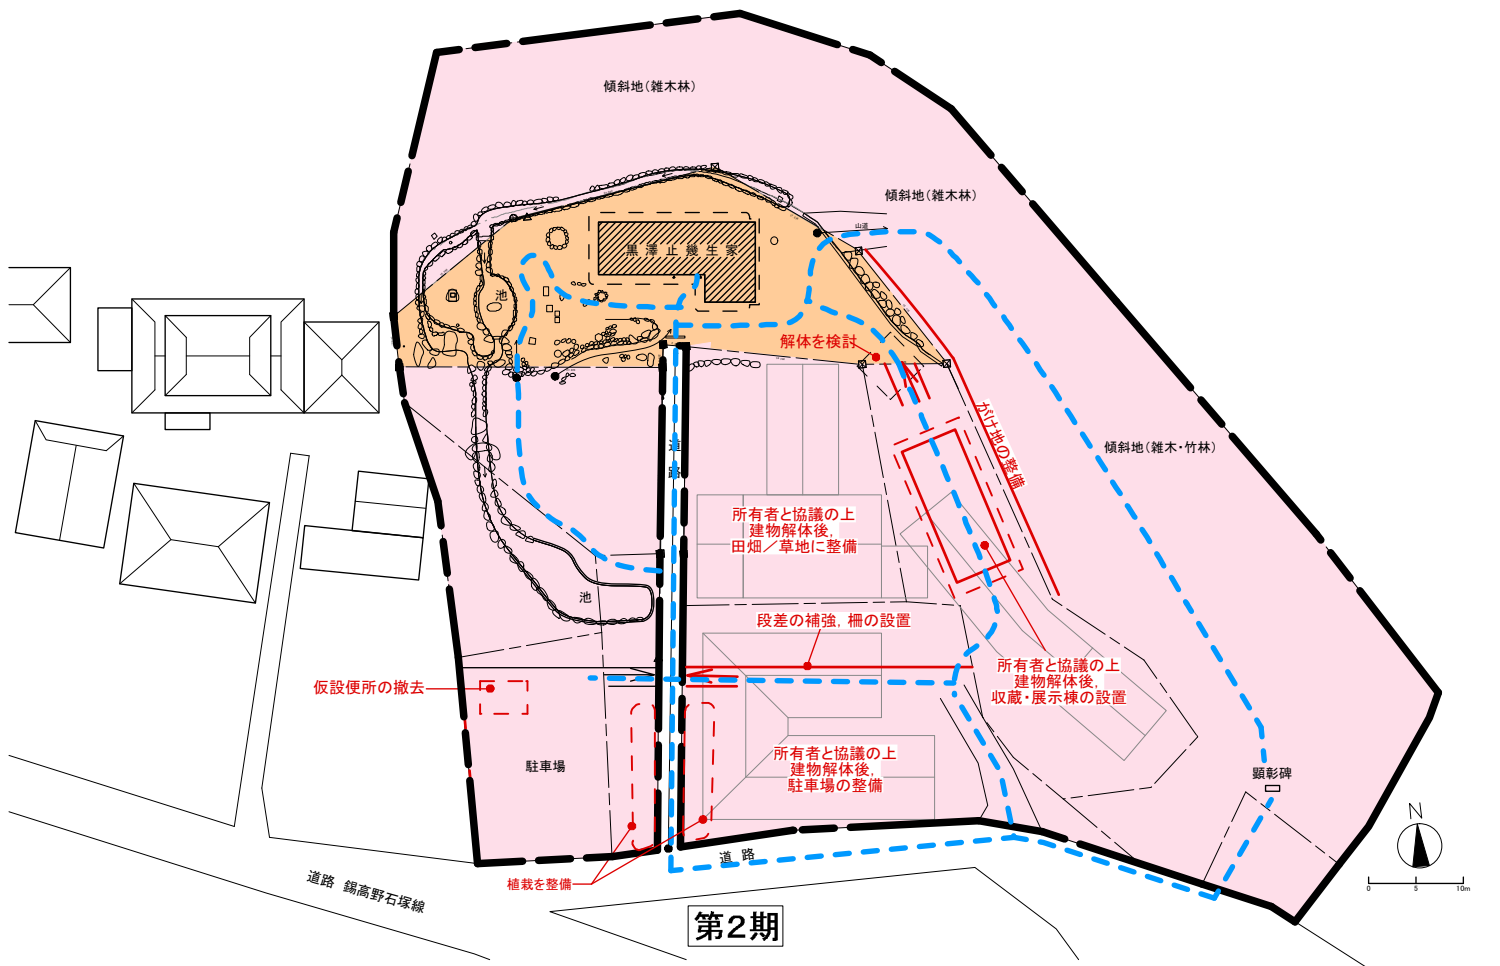 傾斜地（雑木林）
傾斜地（雑木林）
山道
黒澤止幾生家
池
解体を検討
がけ地の整備
傾斜地（雑木・竹林）
道路
所有者と協議の上
建物解体後，
田畑／草地に整備
池
段差の補強，柵の設置
所有者と協議の上
建物解体後，
収蔵・展示棟の設置
仮設便所の撤去
駐車場
所有者と協議の上
建物解体後，
駐車場の整備
顕彰碑
N
0 5 10m
道路
植栽を整備
道路 錫高野石塚線
第２期